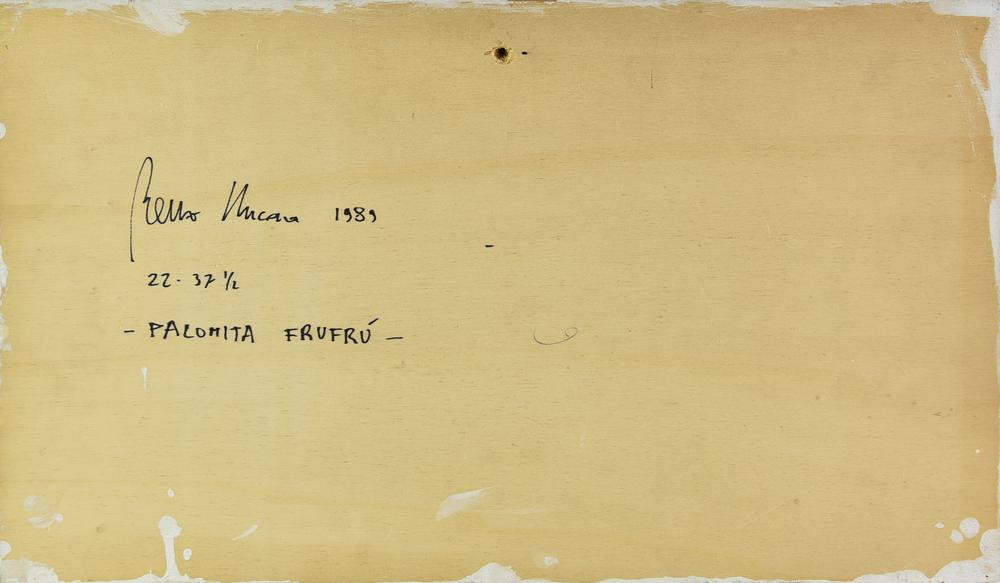 1989
22 - 37 1/2
- PALOMITA FRUFRÚ -